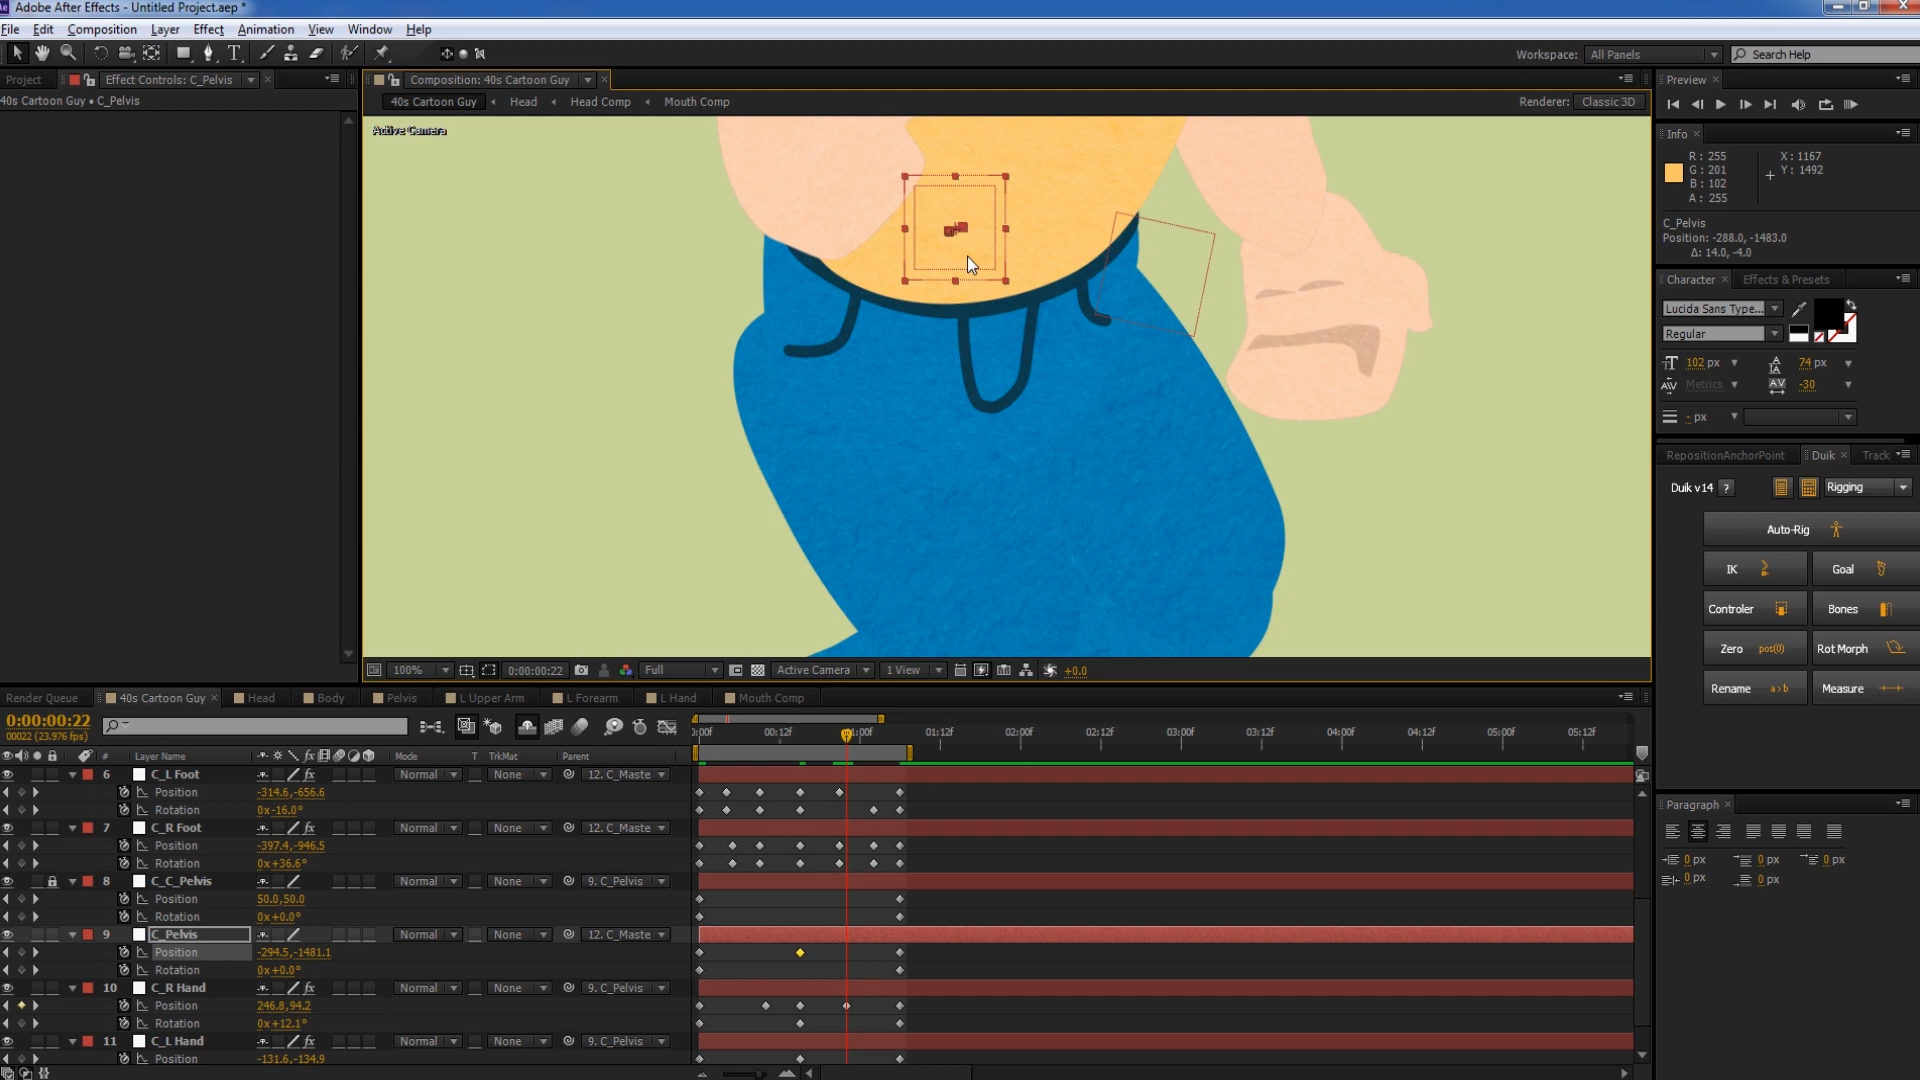 Adobe After Effects - Untitled Project.aep *
File Edit Composition Layer Effect Animation View Window Help
Workspace: All Panels Search Help
Project Effect Controls: C_Pelvis
40s Cartoon Guy • C_Pelvis
Composition: 40s Cartoon Guy
40s Cartoon Guy Head Head Comp Mouth Comp
Renderer: Classic 3D
Active Camera
Preview
Info
R: 255 X: 1167
G: 201 Y: 1492
B: 102
A: 255
C_Pelvis
Position: -288.0, -1483.0
Δ: 14.0, -4.0
Character Effects & Presets
Lucida Sans Type...
Regular
102 px 74 px
Metrics -30
- px
RepositionAnchorPoint Duik Track
Duik v14 ? Rigging
Auto-Rig
IK Goal
Controler Bones
Zero pos(0) Rot Morph
Rename a>b Measure
Paragraph
0 px 0 px 0 px
0 px 0 px
100% 0:00:00:22 Full Active Camera 1 View +0.0
Render Queue 40s Cartoon Guy Head Body Pelvis L Upper Arm L Forearm L Hand Mouth Comp
0:00:00:22
00022 (23.976 fps)
00:12f 01:00f 01:12f 02:00f 02:12f 03:00f 03:12f 04:00f 04:12f 05:00f 05:12f
# Layer Name Mode T TrkMat Parent
6 C_L Foot Normal None 12. C_Maste
Position -314.6,-656.6
Rotation 0x-16.0°
7 C_R Foot Normal None 12. C_Maste
Position -397.4,-946.5
Rotation 0x+36.6°
8 C_C_Pelvis Normal None 9. C_Pelvis
Position 50.0,50.0
Rotation 0x+0.0°
9 C_Pelvis Normal None 12. C_Maste
Position -294.5,-1481.1
Rotation 0x+0.0°
10 C_R Hand Normal None 9. C_Pelvis
Position 246.8,94.2
Rotation 0x+12.1°
11 C_L Hand Normal None 9. C_Pelvis
Position -131.6,-134.9